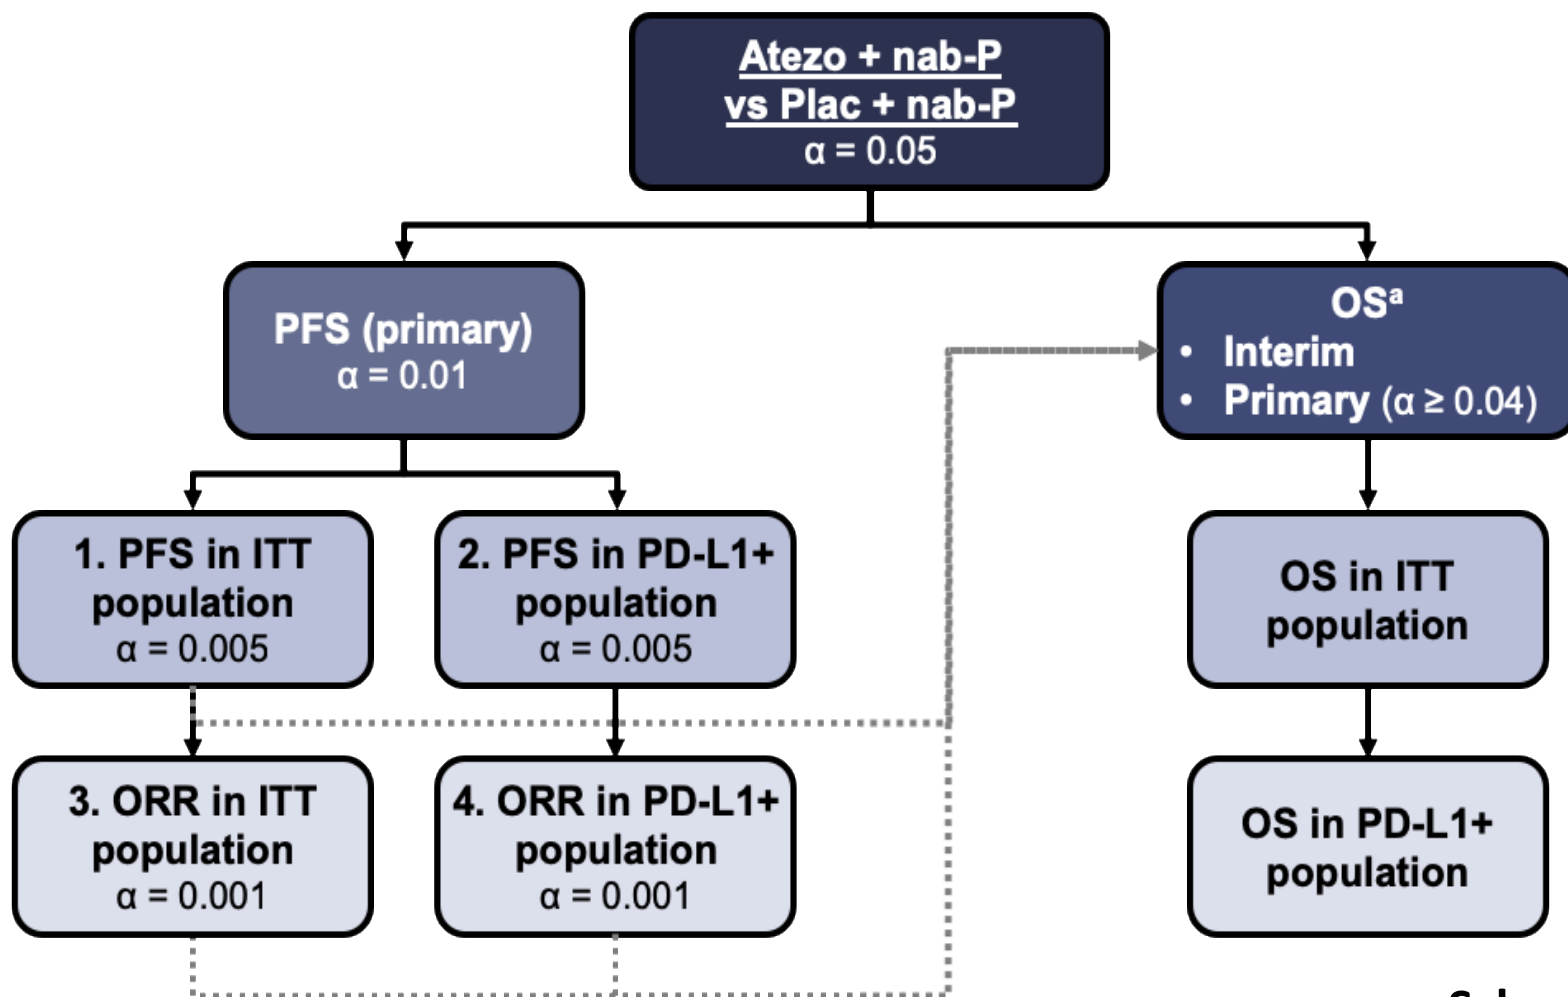 Atezo + nab-P
vs Plac + nab-P
α = 0.05
PFS (primary)
α = 0.01
OSᵃ
• Interim
• Primary (α ≥ 0.04)
1. PFS in ITT
population
α = 0.005
2. PFS in PD-L1+
population
α = 0.005
OS in ITT
population
3. ORR in ITT
population
α = 0.001
4. ORR in PD-L1+
population
α = 0.001
OS in PD-L1+
population